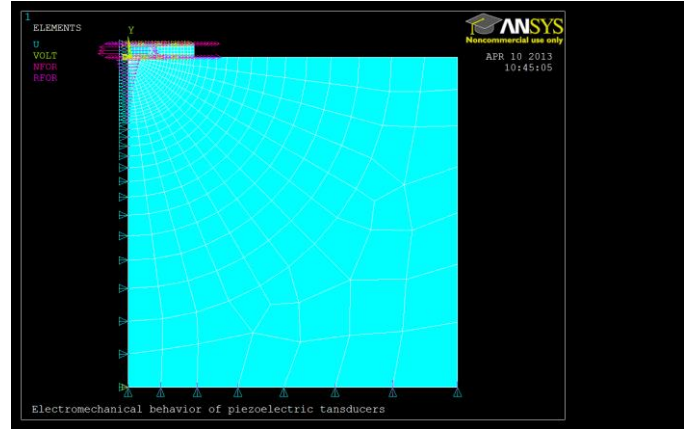 1
ELEMENTS
U
VOLT
NFOR
RFOR
Y
ANSYS
Noncommercial use only
APR 10 2013
10:45:05
Electromechanical behavior of piezoelectric tansducers